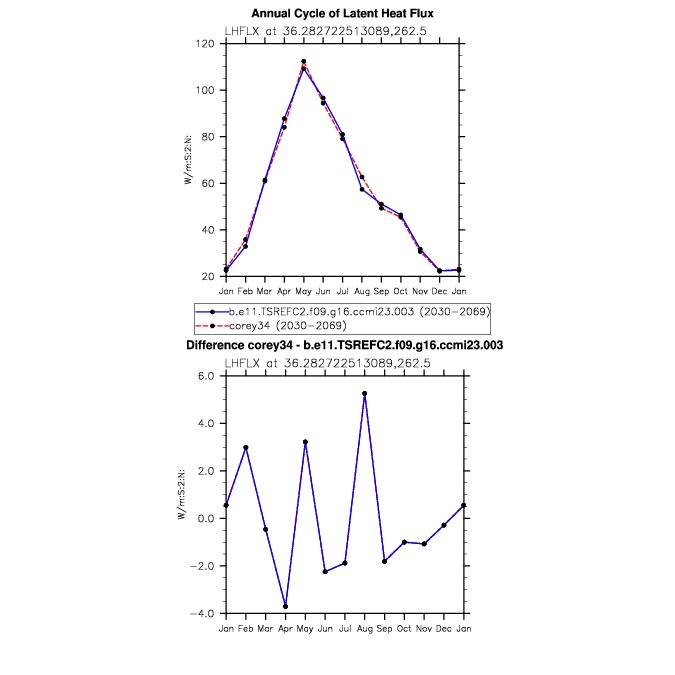 Annual Cycle of Latent Heat Flux
LHFLX at 36.282722513089,262.5
120
100
80
60
40
20
W/m:S:2:N:
Jan Feb Mar Apr May Jun Jul Aug Sep Oct Nov Dec Jan
b.e11.TSREFC2.f09.g16.ccmi23.003 (2030-2069)
corey34 (2030-2069)
Difference corey34 - b.e11.TSREFC2.f09.g16.ccmi23.003
LHFLX at 36.282722513089,262.5
6.0
4.0
2.0
0.0
-2.0
-4.0
W/m:S:2:N:
Jan Feb Mar Apr May Jun Jul Aug Sep Oct Nov Dec Jan